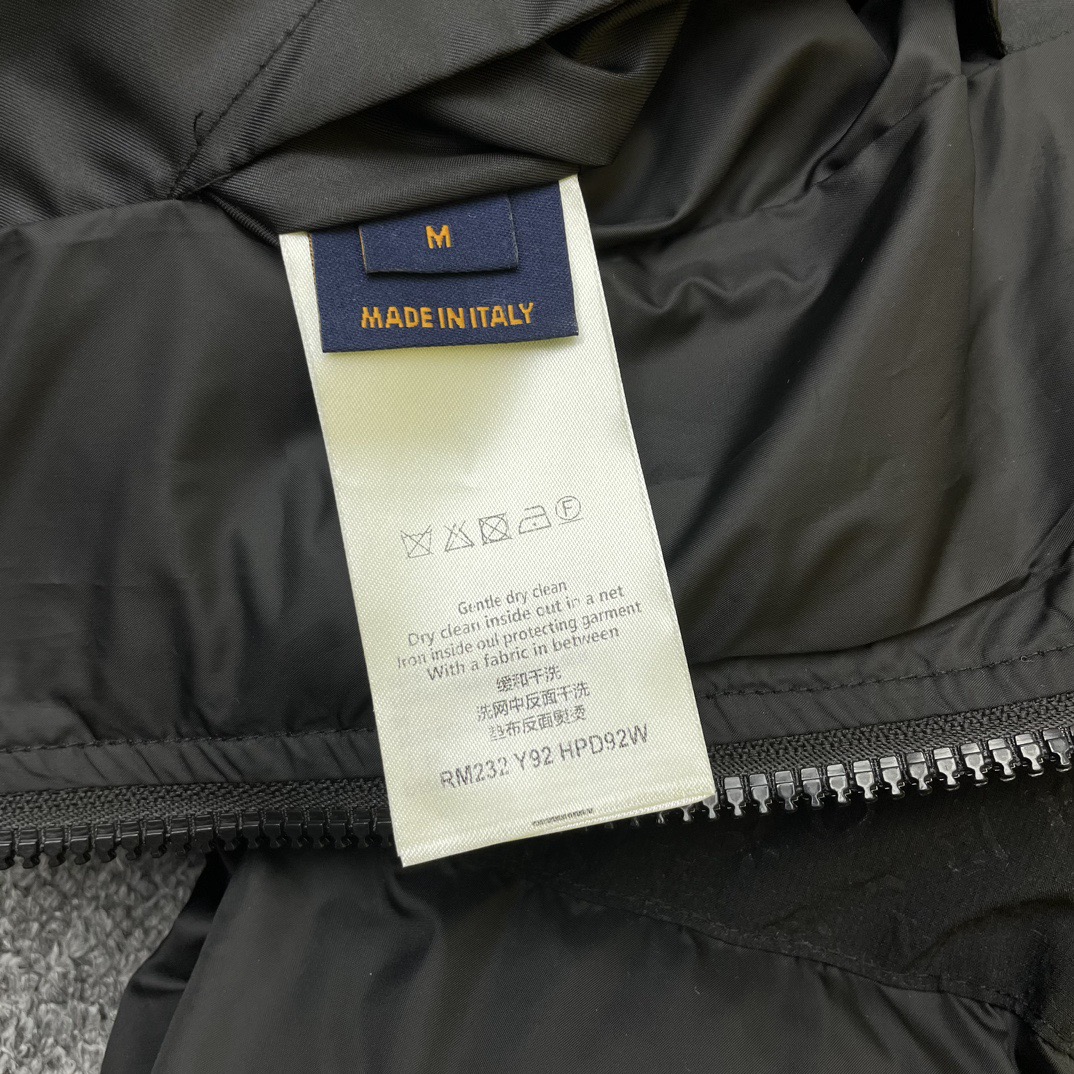 M
MADE IN ITALY
F
Gentle dry clean
Dry clean inside out in a net
Iron inside oul protecting garment
With a fabric in between
缓和干洗
洗网中反面干洗
垫布反面熨烫
RM232 Y92 HPD92W